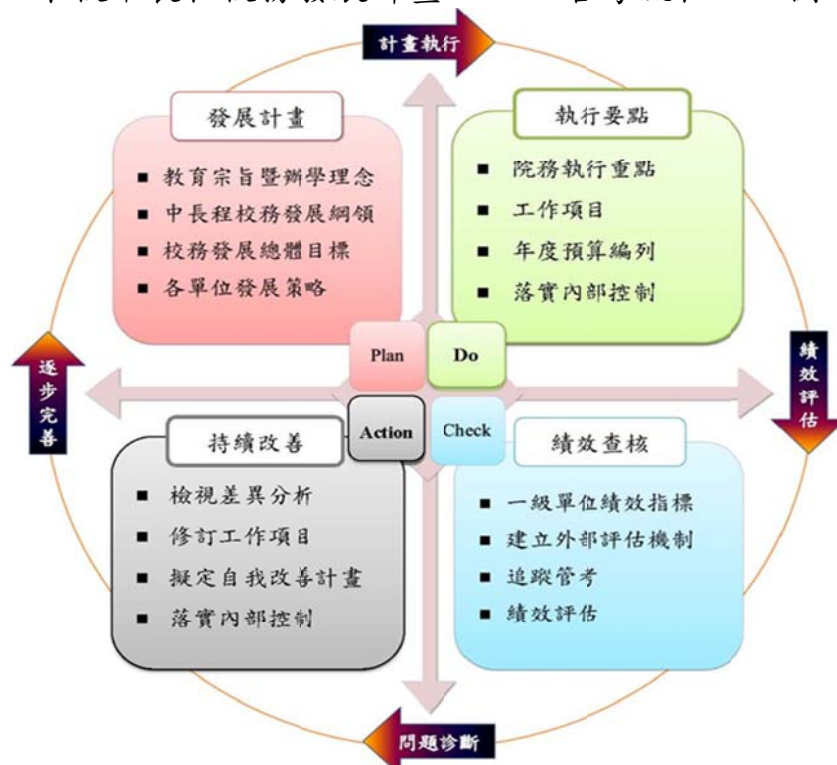 計畫執行
發展計畫
■ 教育宗旨暨辦學理念
■ 中長程校務發展綱領
■ 校務發展總體目標
■ 各單位發展策略
執行要點
■ 院務執行重點
■ 工作項目
■ 年度預算編列
■ 落實內部控制
Plan
Do
Action
Check
逐步完善
績效評估
持續改善
■ 檢視差異分析
■ 修訂工作項目
■ 擬定自我改善計畫
■ 落實內部控制
績效查核
■ 一級單位績效指標
■ 建立外部評估機制
■ 追蹤管考
■ 績效評估
問題診斷